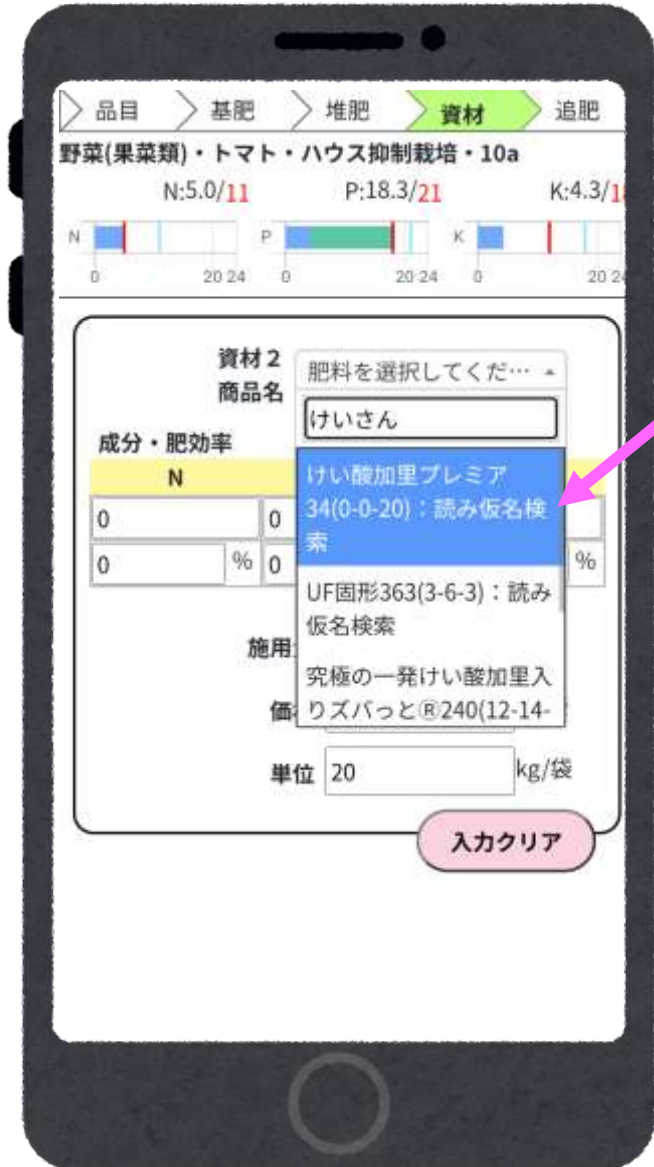 品目 基肥 堆肥 資材 追肥
野菜(果菜類)・トマト・ハウス抑制栽培・10a
N:5.0/11 P:18.3/21 K:4.3/1
N P K
0 20 24 0 20 24 0 20 2
資材2 肥料を選択してくだ…
商品名
けいさん
成分・肥効率
N
けい酸加里プレミア
34(0-0-20)：読み仮名検
索
0 0
% 0 %
0
UF固形363(3-6-3)：読み
仮名検索
施用
究極の一発けい酸加里入
りズバっと®240(12-14-
価
単位 20 kg/袋
入力クリア